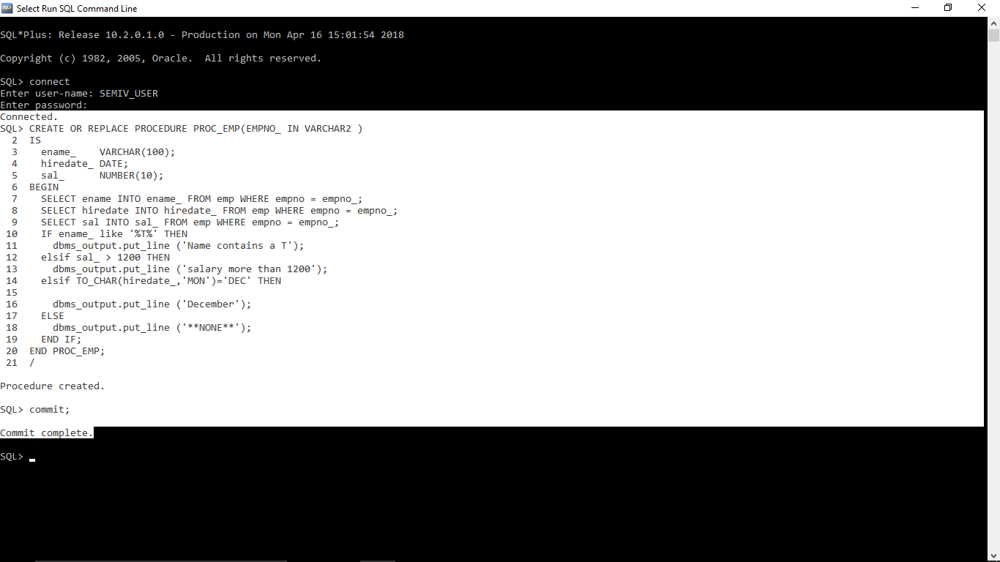 Select Run SQL Command Line
SQL*Plus: Release 10.2.0.1.0 - Production on Mon Apr 16 15:01:54 2018
Copyright (c) 1982, 2005, Oracle.  All rights reserved.
SQL> connect
Enter user-name: SEMIV_USER
Enter password:
Connected.
SQL> CREATE OR REPLACE PROCEDURE PROC_EMP(EMPNO_ IN VARCHAR2 )
  2  IS
  3    ename_    VARCHAR(100);
  4    hiredate_ DATE;
  5    sal_      NUMBER(10);
  6  BEGIN
  7    SELECT ename INTO ename_ FROM emp WHERE empno = empno_;
  8    SELECT hiredate INTO hiredate_ FROM emp WHERE empno = empno_;
  9    SELECT sal INTO sal_ FROM emp WHERE empno = empno_;
 10    IF ename_ like '%T%' THEN
 11      dbms_output.put_line ('Name contains a T');
 12    elsif sal_ > 1200 THEN
 13      dbms_output.put_line ('salary more than 1200');
 14    elsif TO_CHAR(hiredate_,'MON')='DEC' THEN
 15
 16      dbms_output.put_line ('December');
 17    ELSE
 18      dbms_output.put_line ('**NONE**');
 19    END IF;
 20  END PROC_EMP;
 21  /
Procedure created.
SQL> commit;
Commit complete.
SQL>